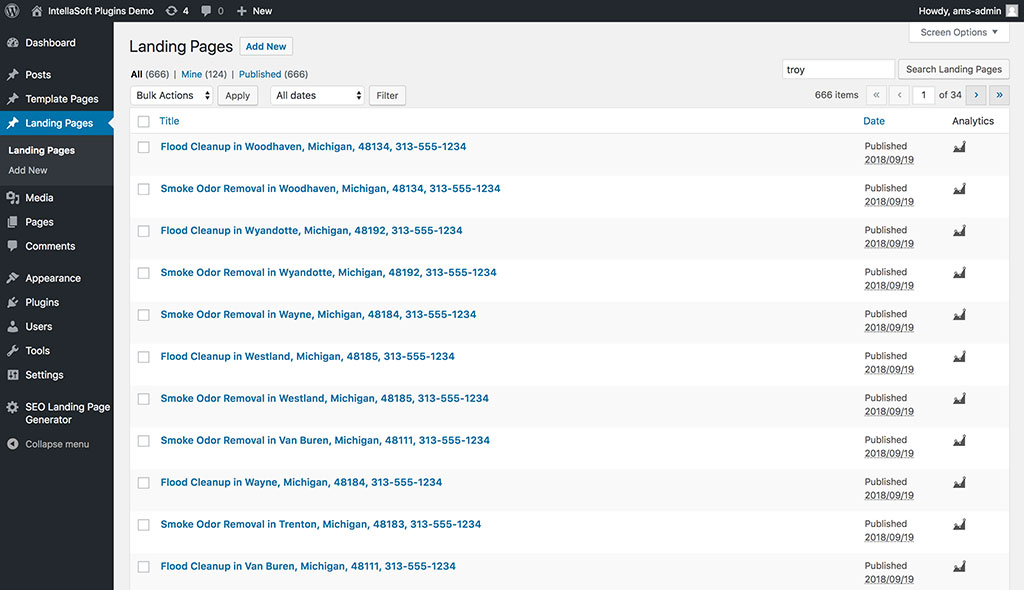 IntellaSoft Plugins Demo 4 0 New Howdy, ams-admin
Dashboard
Posts
Template Pages
Landing Pages
Landing Pages
Add New
Media
Pages
Comments
Appearance
Plugins
Users
Tools
Settings
SEO Landing Page
Generator
Collapse menu
Screen Options
Landing Pages Add New
All (666) | Mine (124) | Published (666)
troy Search Landing Pages
Bulk Actions Apply All dates Filter
666 items « ‹ 1 of 34 › »
Title Date Analytics
Flood Cleanup in Woodhaven, Michigan, 48134, 313-555-1234 Published
2018/09/19
Smoke Odor Removal in Woodhaven, Michigan, 48134, 313-555-1234 Published
2018/09/19
Flood Cleanup in Wyandotte, Michigan, 48192, 313-555-1234 Published
2018/09/19
Smoke Odor Removal in Wyandotte, Michigan, 48192, 313-555-1234 Published
2018/09/19
Smoke Odor Removal in Wayne, Michigan, 48184, 313-555-1234 Published
2018/09/19
Flood Cleanup in Westland, Michigan, 48185, 313-555-1234 Published
2018/09/19
Smoke Odor Removal in Westland, Michigan, 48185, 313-555-1234 Published
2018/09/19
Smoke Odor Removal in Van Buren, Michigan, 48111, 313-555-1234 Published
2018/09/19
Flood Cleanup in Wayne, Michigan, 48184, 313-555-1234 Published
2018/09/19
Smoke Odor Removal in Trenton, Michigan, 48183, 313-555-1234 Published
2018/09/19
Flood Cleanup in Van Buren, Michigan, 48111, 313-555-1234 Published
2018/09/19